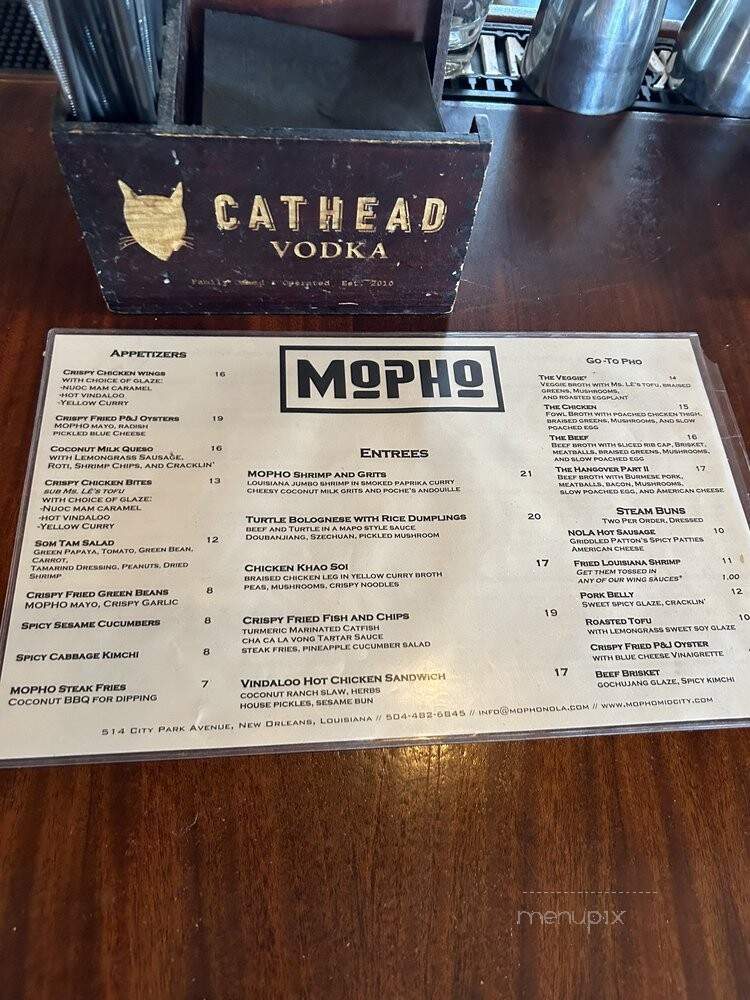 CATHEAD
VODKA
Family Owned & Operated Est. 2010
MOPHO
APPETIZERS
CRISPY CHICKEN WINGS 16
WITH CHOICE OF GLAZE:
-NUOC MAM CARAMEL
-HOT VINDALOO
-YELLOW CURRY
CRISPY FRIED P&J OYSTERS 19
MOPHO MAYO, RADISH
PICKLED BLUE CHEESE
COCONUT MILK QUESO 16
WITH LEMONGRASS SAUSAGE,
ROTI, SHRIMP CHIPS, AND CRACKLIN'
CRISPY CHICKEN BITES 13
SUB MS. LÊ'S TOFU
WITH CHOICE OF GLAZE:
-NUOC MAM CARAMEL
-HOT VINDALOO
-YELLOW CURRY
SOM TAM SALAD 12
GREEN PAPAYA, TOMATO, GREEN BEAN,
CARROT,
TAMARIND DRESSING, PEANUTS, DRIED
SHRIMP
CRISPY FRIED GREEN BEANS 8
MOPHO MAYO, CRISPY GARLIC
SPICY SESAME CUCUMBERS 8
SPICY CABBAGE KIMCHI 8
MOPHO STEAK FRIES 7
COCONUT BBQ FOR DIPPING
ENTREES
MOPHO SHRIMP AND GRITS 21
LOUISIANA JUMBO SHRIMP IN SMOKED PAPRIKA CURRY
CHEESY COCONUT MILK GRITS AND POCHE'S ANDOUILLE
TURTLE BOLOGNESE WITH RICE DUMPLINGS 20
BEEF AND TURTLE IN A MAPO STYLE SAUCE
DOUBANJIANG, SZECHUAN, PICKLED MUSHROOM
CHICKEN KHAO SOI 17
BRAISED CHICKEN LEG IN YELLOW CURRY BROTH
PEAS, MUSHROOMS, CRISPY NOODLES
CRISPY FRIED FISH AND CHIPS 19
TURMERIC MARINATED CATFISH
CHA CA LA VONG TARTAR SAUCE
STEAK FRIES, PINEAPPLE CUCUMBER SALAD
VINDALOO HOT CHICKEN SANDWICH 17
COCONUT RANCH SLAW, HERBS
HOUSE PICKLES, SESAME BUN
GO-TO PHO
THE VEGGIE* 14
VEGGIE BROTH WITH MS. LÊ'S TOFU, BRAISED
GREENS, MUSHROOMS,
AND ROASTED EGGPLANT
THE CHICKEN 15
FOWL BROTH WITH POACHED CHICKEN THIGH,
BRAISED GREENS, MUSHROOMS, AND SLOW
POACHED EGG
THE BEEF 16
BEEF BROTH WITH SLICED RIB CAP, BRISKET,
MEATBALLS, BRAISED GREENS, MUSHROOMS,
AND SLOW POACHED EGG
THE HANGOVER PART II 17
BEEF BROTH WITH BURMESE PORK,
MEATBALLS, BACON, MUSHROOMS,
SLOW POACHED EGG, AND AMERICAN CHEESE
STEAM BUNS
TWO PER ORDER, DRESSED
NOLA HOT SAUSAGE 10
GRIDDLED PATTON'S SPICY PATTIES
AMERICAN CHEESE
FRIED LOUISIANA SHRIMP 11
GET THEM TOSSED IN
ANY OF OUR WING SAUCES* 1.00
PORK BELLY 12
SWEET SPICY GLAZE, CRACKLIN'
ROASTED TOFU 10
WITH LEMONGRASS SWEET SOY GLAZE
CRISPY FRIED P&J OYSTER
WITH BLUE CHEESE VINAIGRETTE
BEEF BRISKET
GOCHUJANG GLAZE, SPICY KIMCHI
514 CITY PARK AVENUE, NEW ORLEANS, LOUISIANA // 504-482-6845 // INFO@MOPHONOLA.COM // WWW.MOPHOMIDCITY.COM
menupix